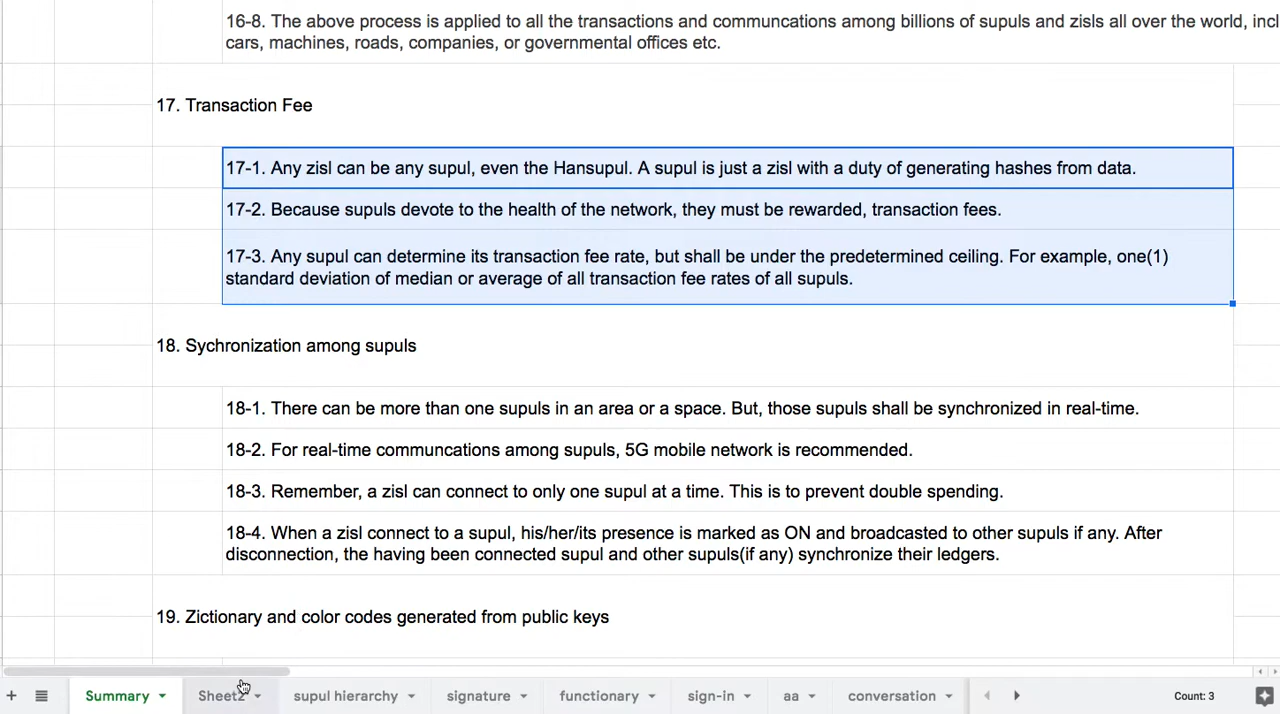 16-8. The above process is applied to all the transactions and communcations among billions of supuls and zisls all over the world, incl
cars, machines, roads, companies, or governmental offices etc.
17. Transaction Fee
17-1. Any zisl can be any supul, even the Hansupul. A supul is just a zisl with a duty of generating hashes from data.
17-2. Because supuls devote to the health of the network, they must be rewarded, transaction fees.
17-3. Any supul can determine its transaction fee rate, but shall be under the predetermined ceiling. For example, one(1)
standard deviation of median or average of all transaction fee rates of all supuls.
18. Sychronization among supuls
18-1. There can be more than one supuls in an area or a space. But, those supuls shall be synchronized in real-time.
18-2. For real-time communcations among supuls, 5G mobile network is recommended.
18-3. Remember, a zisl can connect to only one supul at a time. This is to prevent double spending.
18-4. When a zisl connect to a supul, his/her/its presence is marked as ON and broadcasted to other supuls if any. After
disconnection, the having been connected supul and other supuls(if any) synchronize their ledgers.
19. Zictionary and color codes generated from public keys
Summary Sheet2 supul hierarchy signature functionary sign-in aa conversation Count: 3